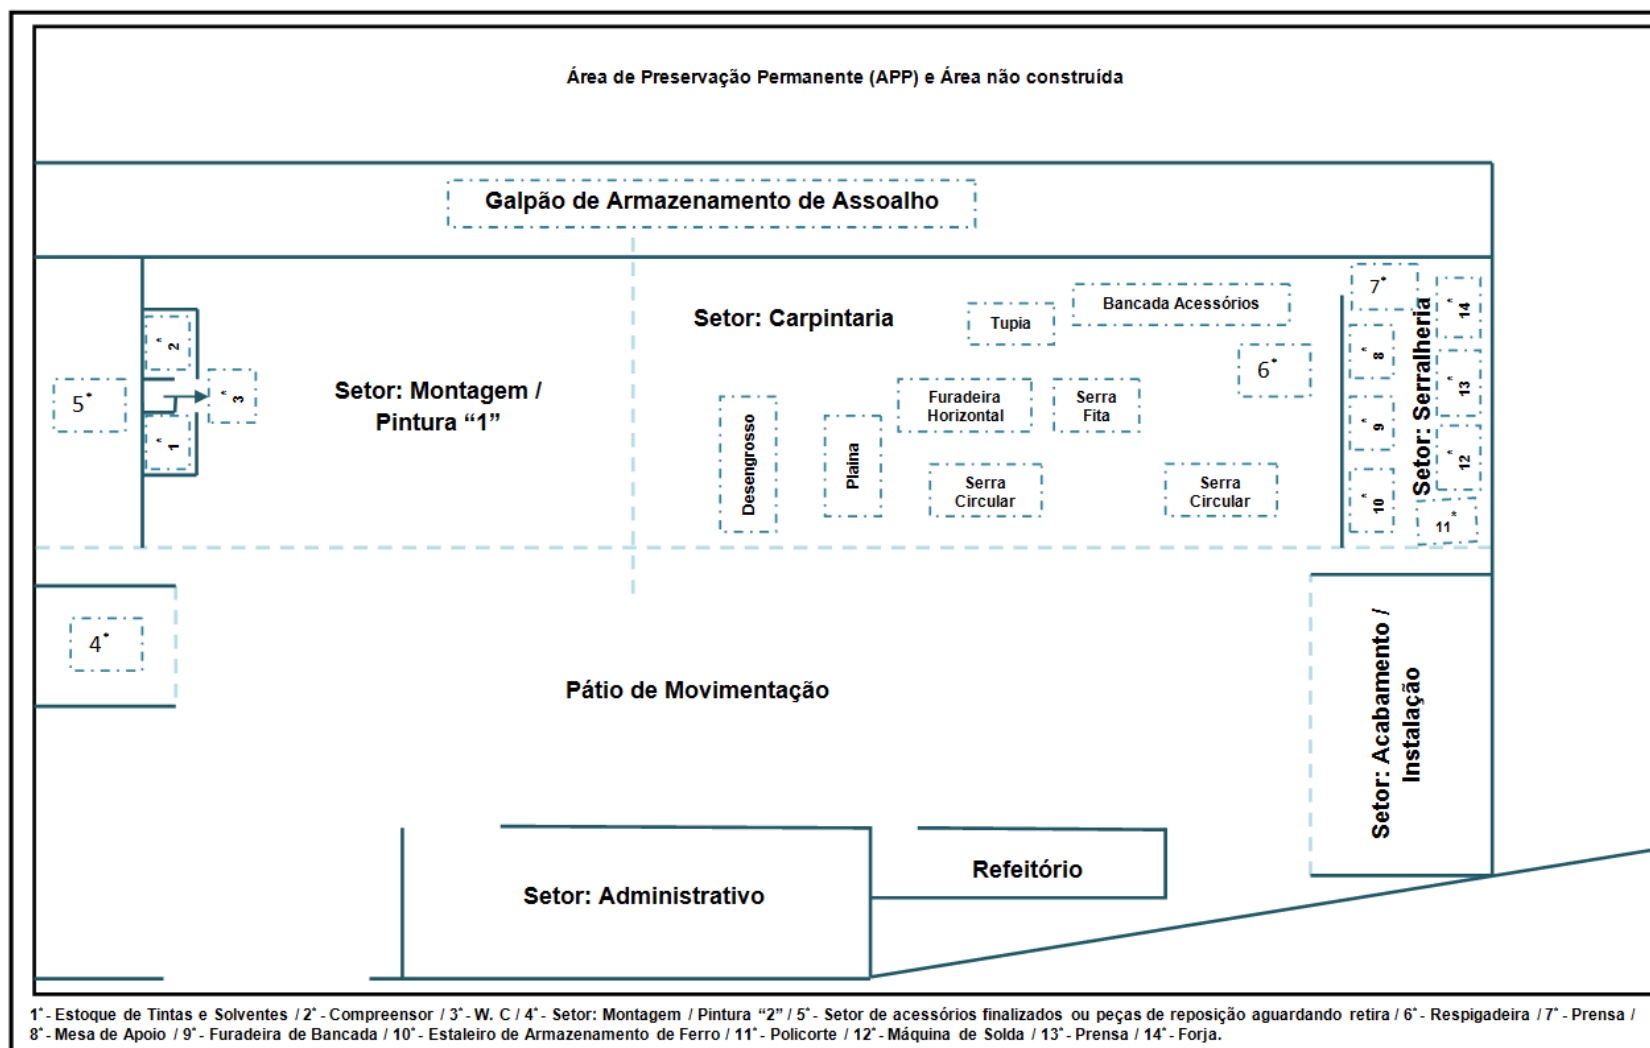 Área de Preservação Permanente (APP) e Área não construída
Galpão de Armazenamento de Assoalho
Setor: Carpintaria
Tupia
Bancada Acessórios
6*
Furadeira
Horizontal
Serra
Fita
Desengrosso
Plaina
Serra
Circular
Serra
Circular
Setor: Montagem /
Pintura “1”
2*
3*
1*
5*
4*
7*
8*
9*
10*
Setor: Serralheria
14*
13*
12*
11*
Pátio de Movimentação
Setor: Acabamento /
Instalação
Setor: Administrativo
Refeitório
1*- Estoque de Tintas e Solventes / 2*- Compreensor / 3*- W. C / 4*- Setor: Montagem / Pintura “2” / 5*- Setor de acessórios finalizados ou peças de reposição aguardando retira / 6*- Respigadeira / 7*- Prensa /
8*- Mesa de Apoio / 9*- Furadeira de Bancada / 10*- Estaleiro de Armazenamento de Ferro / 11*- Policorte / 12*- Máquina de Solda / 13*- Prensa / 14*- Forja.